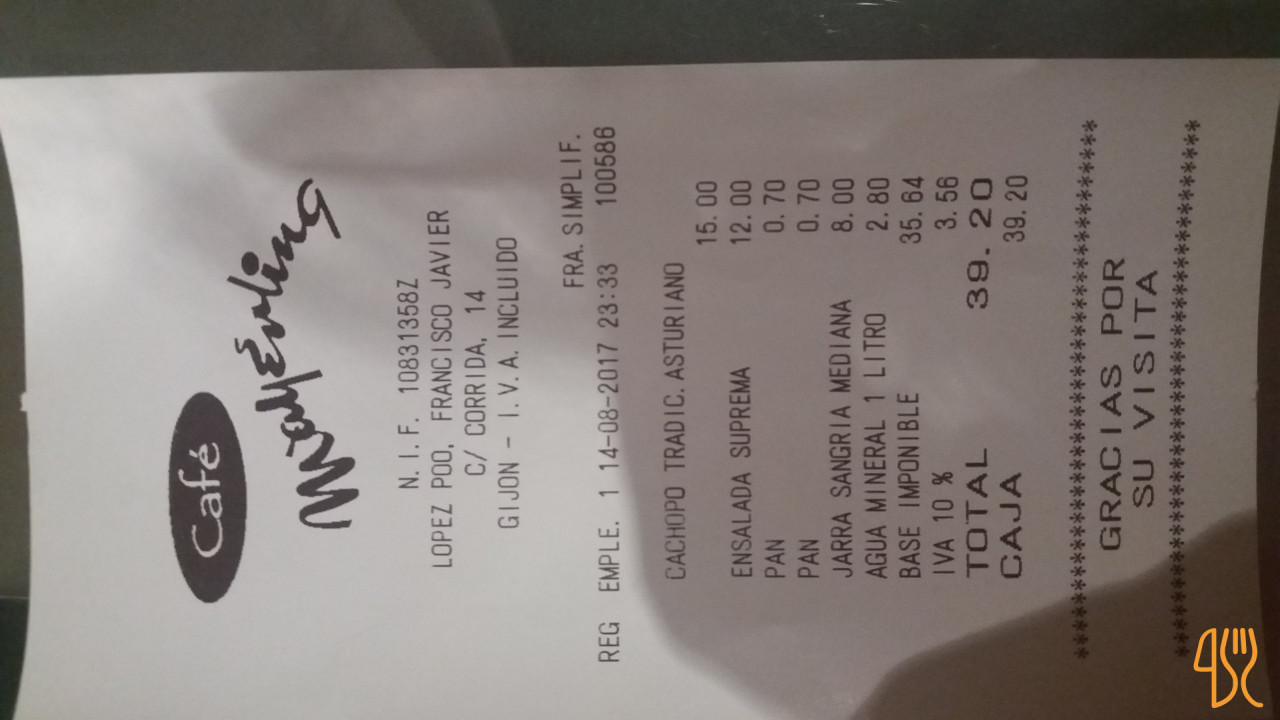 Café
Mayérling
N.I.F. 10831358Z
LOPEZ POO, FRANCISCO JAVIER
C/ CORRIDA, 14
GIJON - I.V.A. INCLUIDO
FRA.SIMPLIF.
REG EMPLE. 1 14-08-2017 23:33 100586
CACHOPO TRADIC.ASTURIANO
15.00
ENSALADA SUPREMA 12.00
PAN 0.70
PAN 0.70
JARRA SANGRIA MEDIANA 8.00
AGUA MINERAL 1 LITRO 2.80
BASE IMPONIBLE 35.64
IVA 10 % 3.56
TOTAL 39.20
CAJA 39.20
****************************************
GRACIAS POR
SU VISITA
****************************************